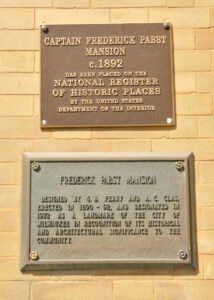 CAPTAIN FREDERICK PABST
MANSION
c.1892
HAS BEEN PLACED ON THE
NATIONAL REGISTER
OF HISTORIC PLACES
BY THE UNITED STATES
DEPARTMENT OF THE INTERIOR
FREDERICK PABST MANSION
DESIGNED BY G. B. FERRY AND A. C. CLAS,
ERECTED IN 1890 - 92, AND DESIGNATED IN
1972 AS A LANDMARK OF THE CITY OF
MILWAUKEE IN RECOGNITION OF ITS HISTORICAL
AND ARCHITECTURAL SIGNIFICANCE TO THE
COMMUNITY.